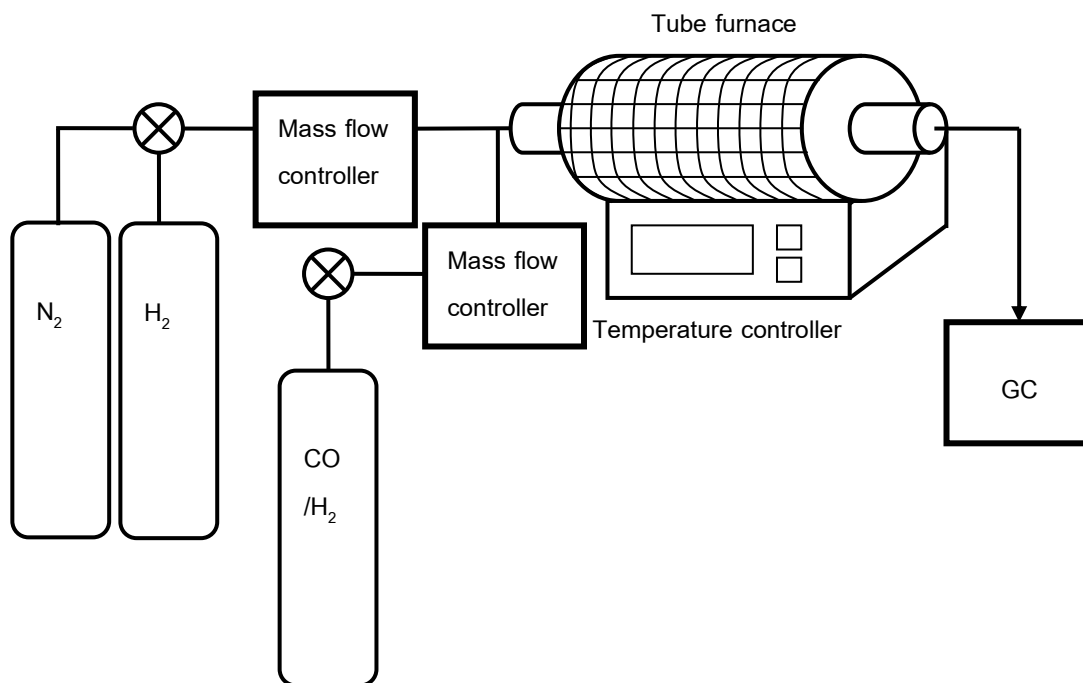 Tube furnace
Mass flow
controller
Mass flow
controller
N₂
H₂
Temperature controller
GC
CO
/H₂